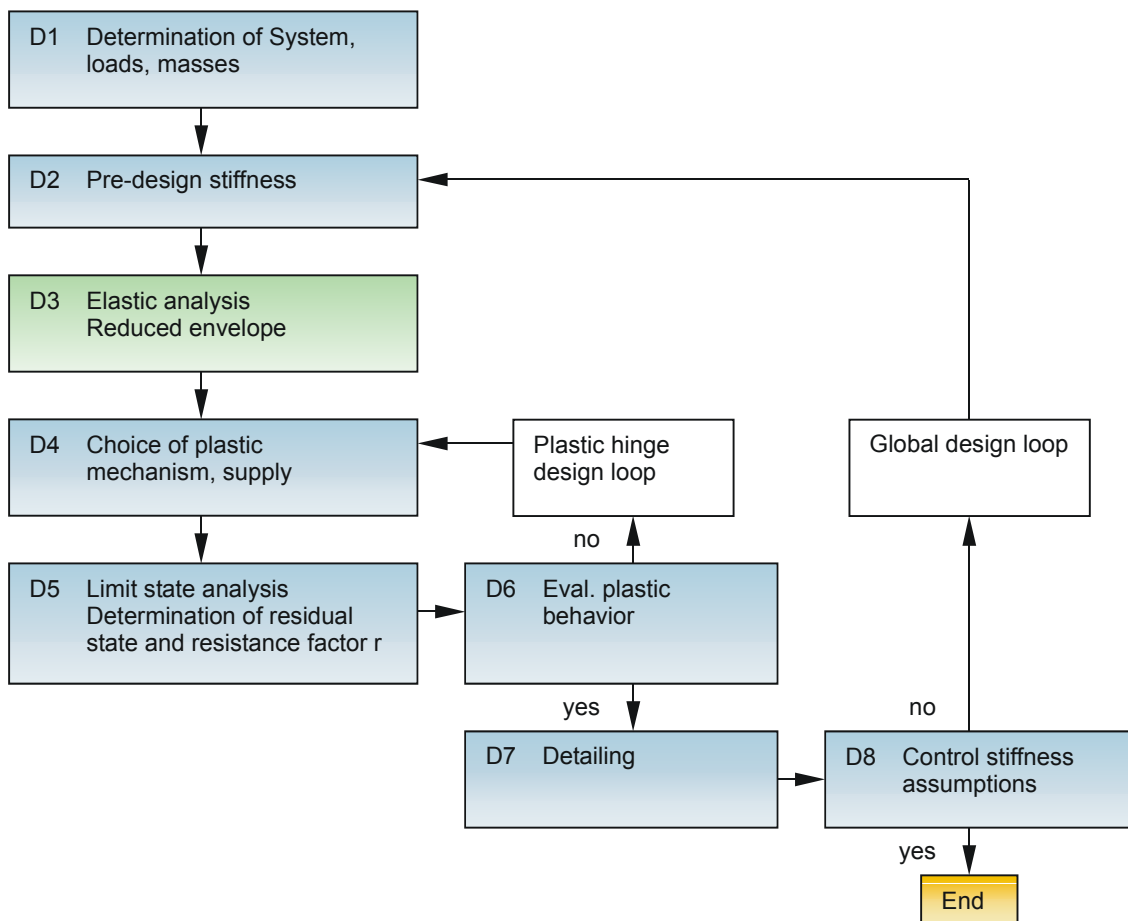 D1 Determination of System,
loads, masses
D2 Pre-design stiffness
D3 Elastic analysis
Reduced envelope
D4 Choice of plastic
mechanism, supply
Plastic hinge
design loop
Global design loop
no
D5 Limit state analysis
Determination of residual
state and resistance factor r
D6 Eval. plastic
behavior
yes
no
D7 Detailing
D8 Control stiffness
assumptions
yes
End